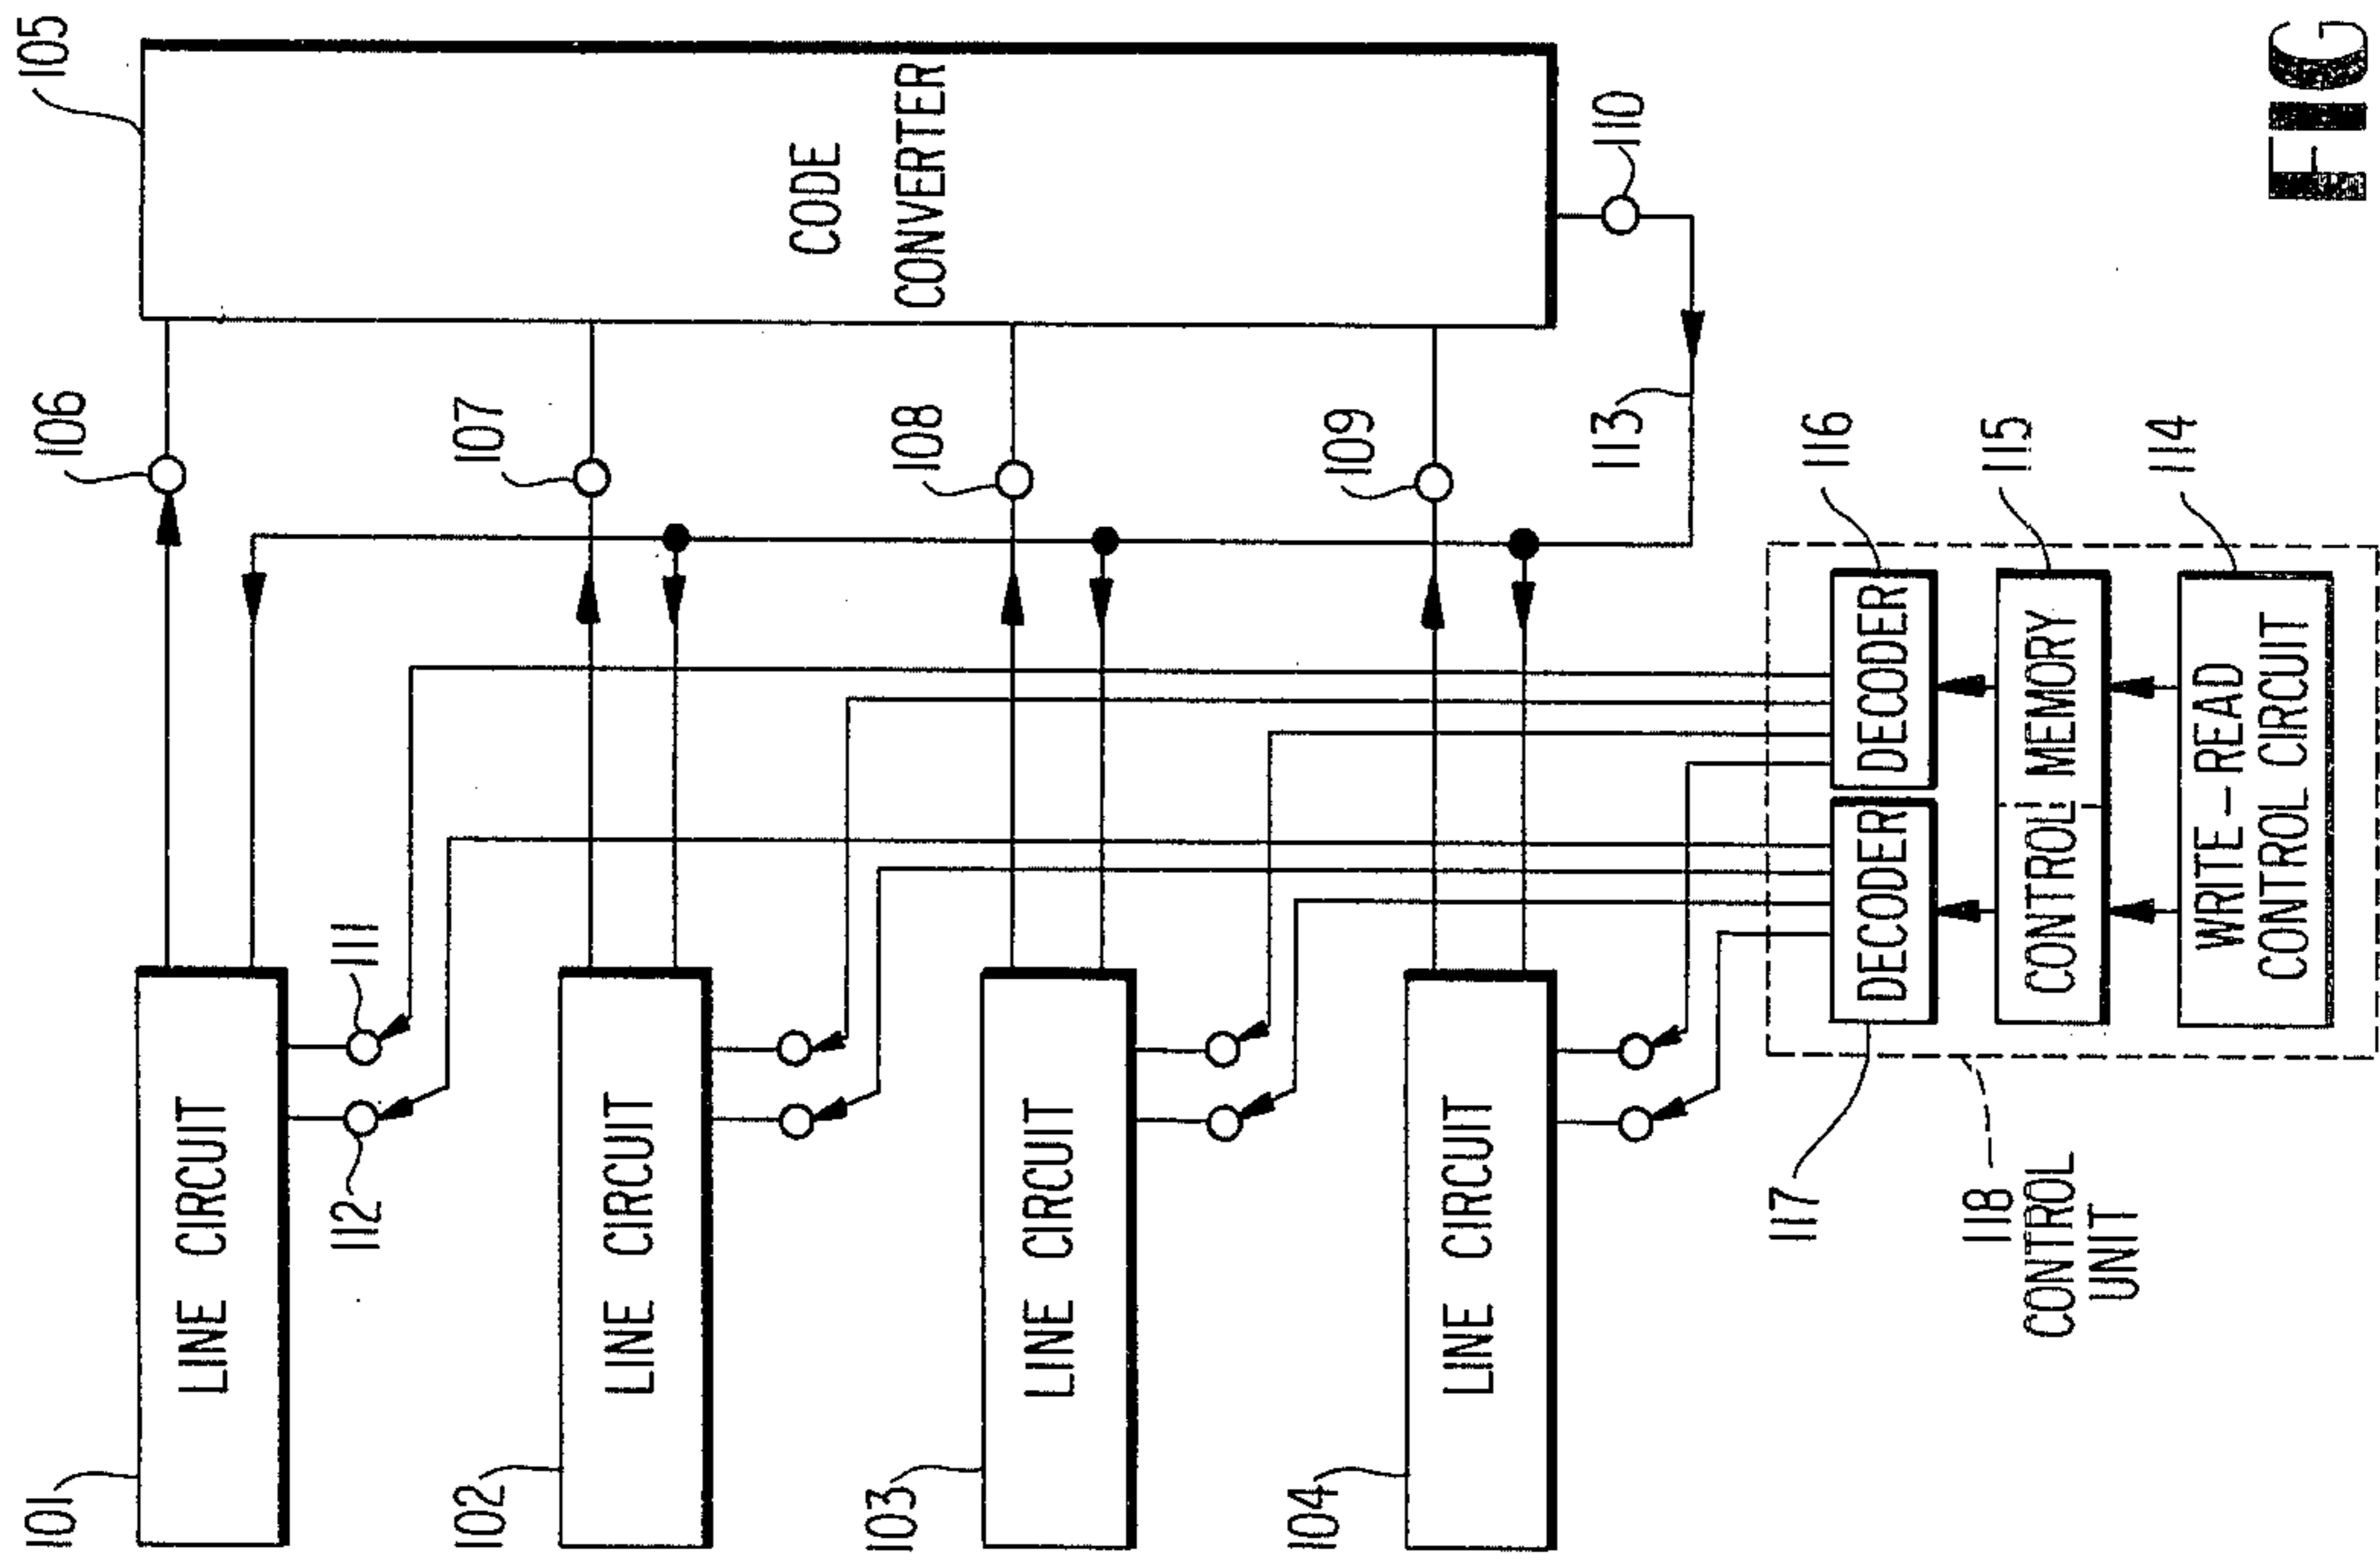 101
LINE CIRCUIT
111
112
102
LINE CIRCUIT
103
LINE CIRCUIT
104
LINE CIRCUIT
105
CODE
CONVERTER
106
107
108
109
110
113
116
DECODER
117
DECODER
115
CONTROL MEMORY
114
WRITE-READ
CONTROL CIRCUIT
118
CONTROL
UNIT
FIG